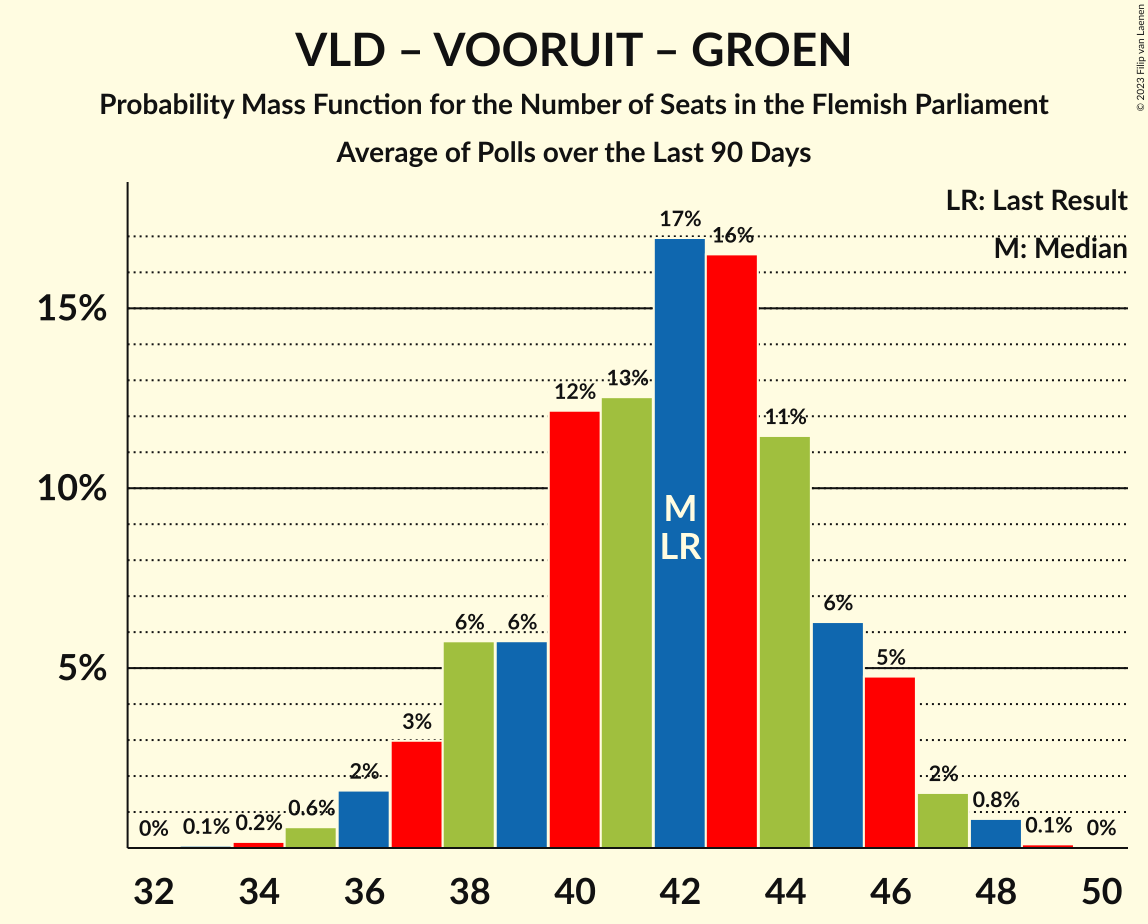 VLD – VOORUIT – GROEN
Probability Mass Function for the Number of Seats in the Flemish Parliament
Average of Polls over the Last 90 Days
© 2023 Filip van Laenen
LR: Last Result
M: Median
15%
10%
5%
0%
0.1%
0.2%
0.6%
2%
3%
6%
6%
12%
13%
17%
16%
11%
6%
5%
2%
0.8%
0.1%
0%
M
LR
32 34 36 38 40 42 44 46 48 50